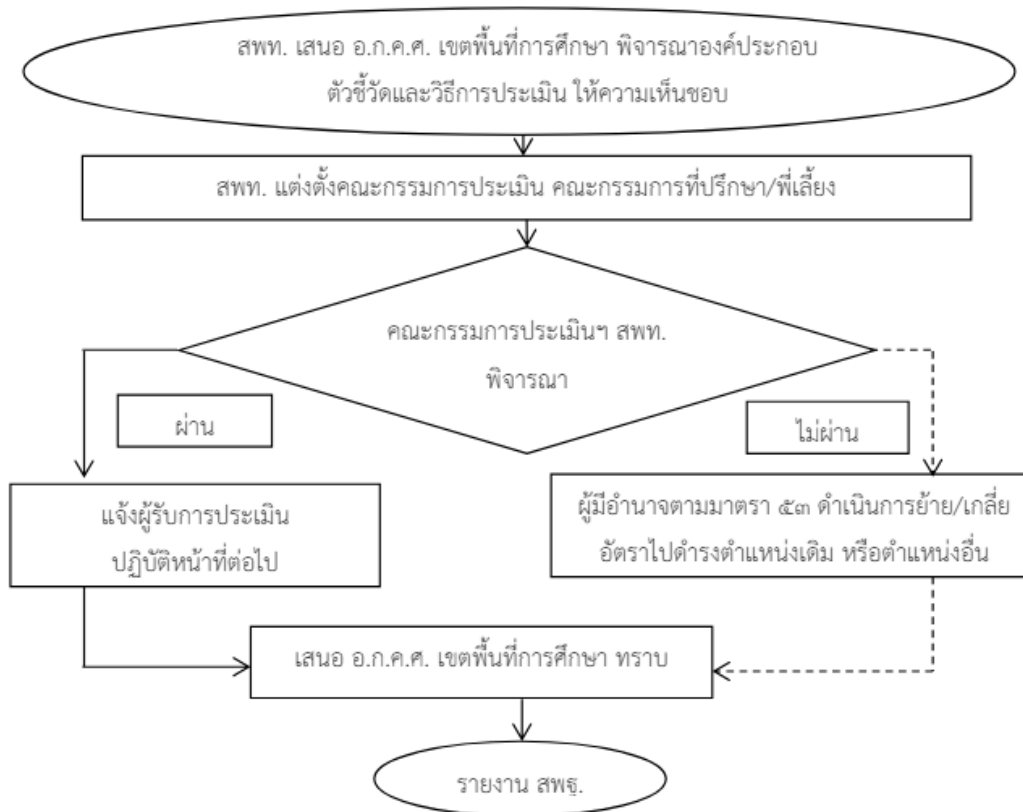 สพท. เสนอ อ.ก.ค.ศ. เขตพื้นที่การศึกษา พิจารณาองค์ประกอบ
ตัวชี้วัดและวิธีการประเมิน ให้ความเห็นชอบ
สพท. แต่งตั้งคณะกรรมการประเมิน คณะกรรมการที่ปรึกษา/พี่เลี้ยง
คณะกรรมการประเมินฯ สพท.
พิจารณา
ผ่าน
ไม่ผ่าน
แจ้งผู้รับการประเมิน
ปฏิบัติหน้าที่ต่อไป
ผู้มีอำนาจตามมาตรา ๕๓ ดำเนินการย้าย/เกลี่ย
อัตราไปดำรงตำแหน่งเดิม หรือตำแหน่งอื่น
เสนอ อ.ก.ค.ศ. เขตพื้นที่การศึกษา ทราบ
รายงาน สพฐ.